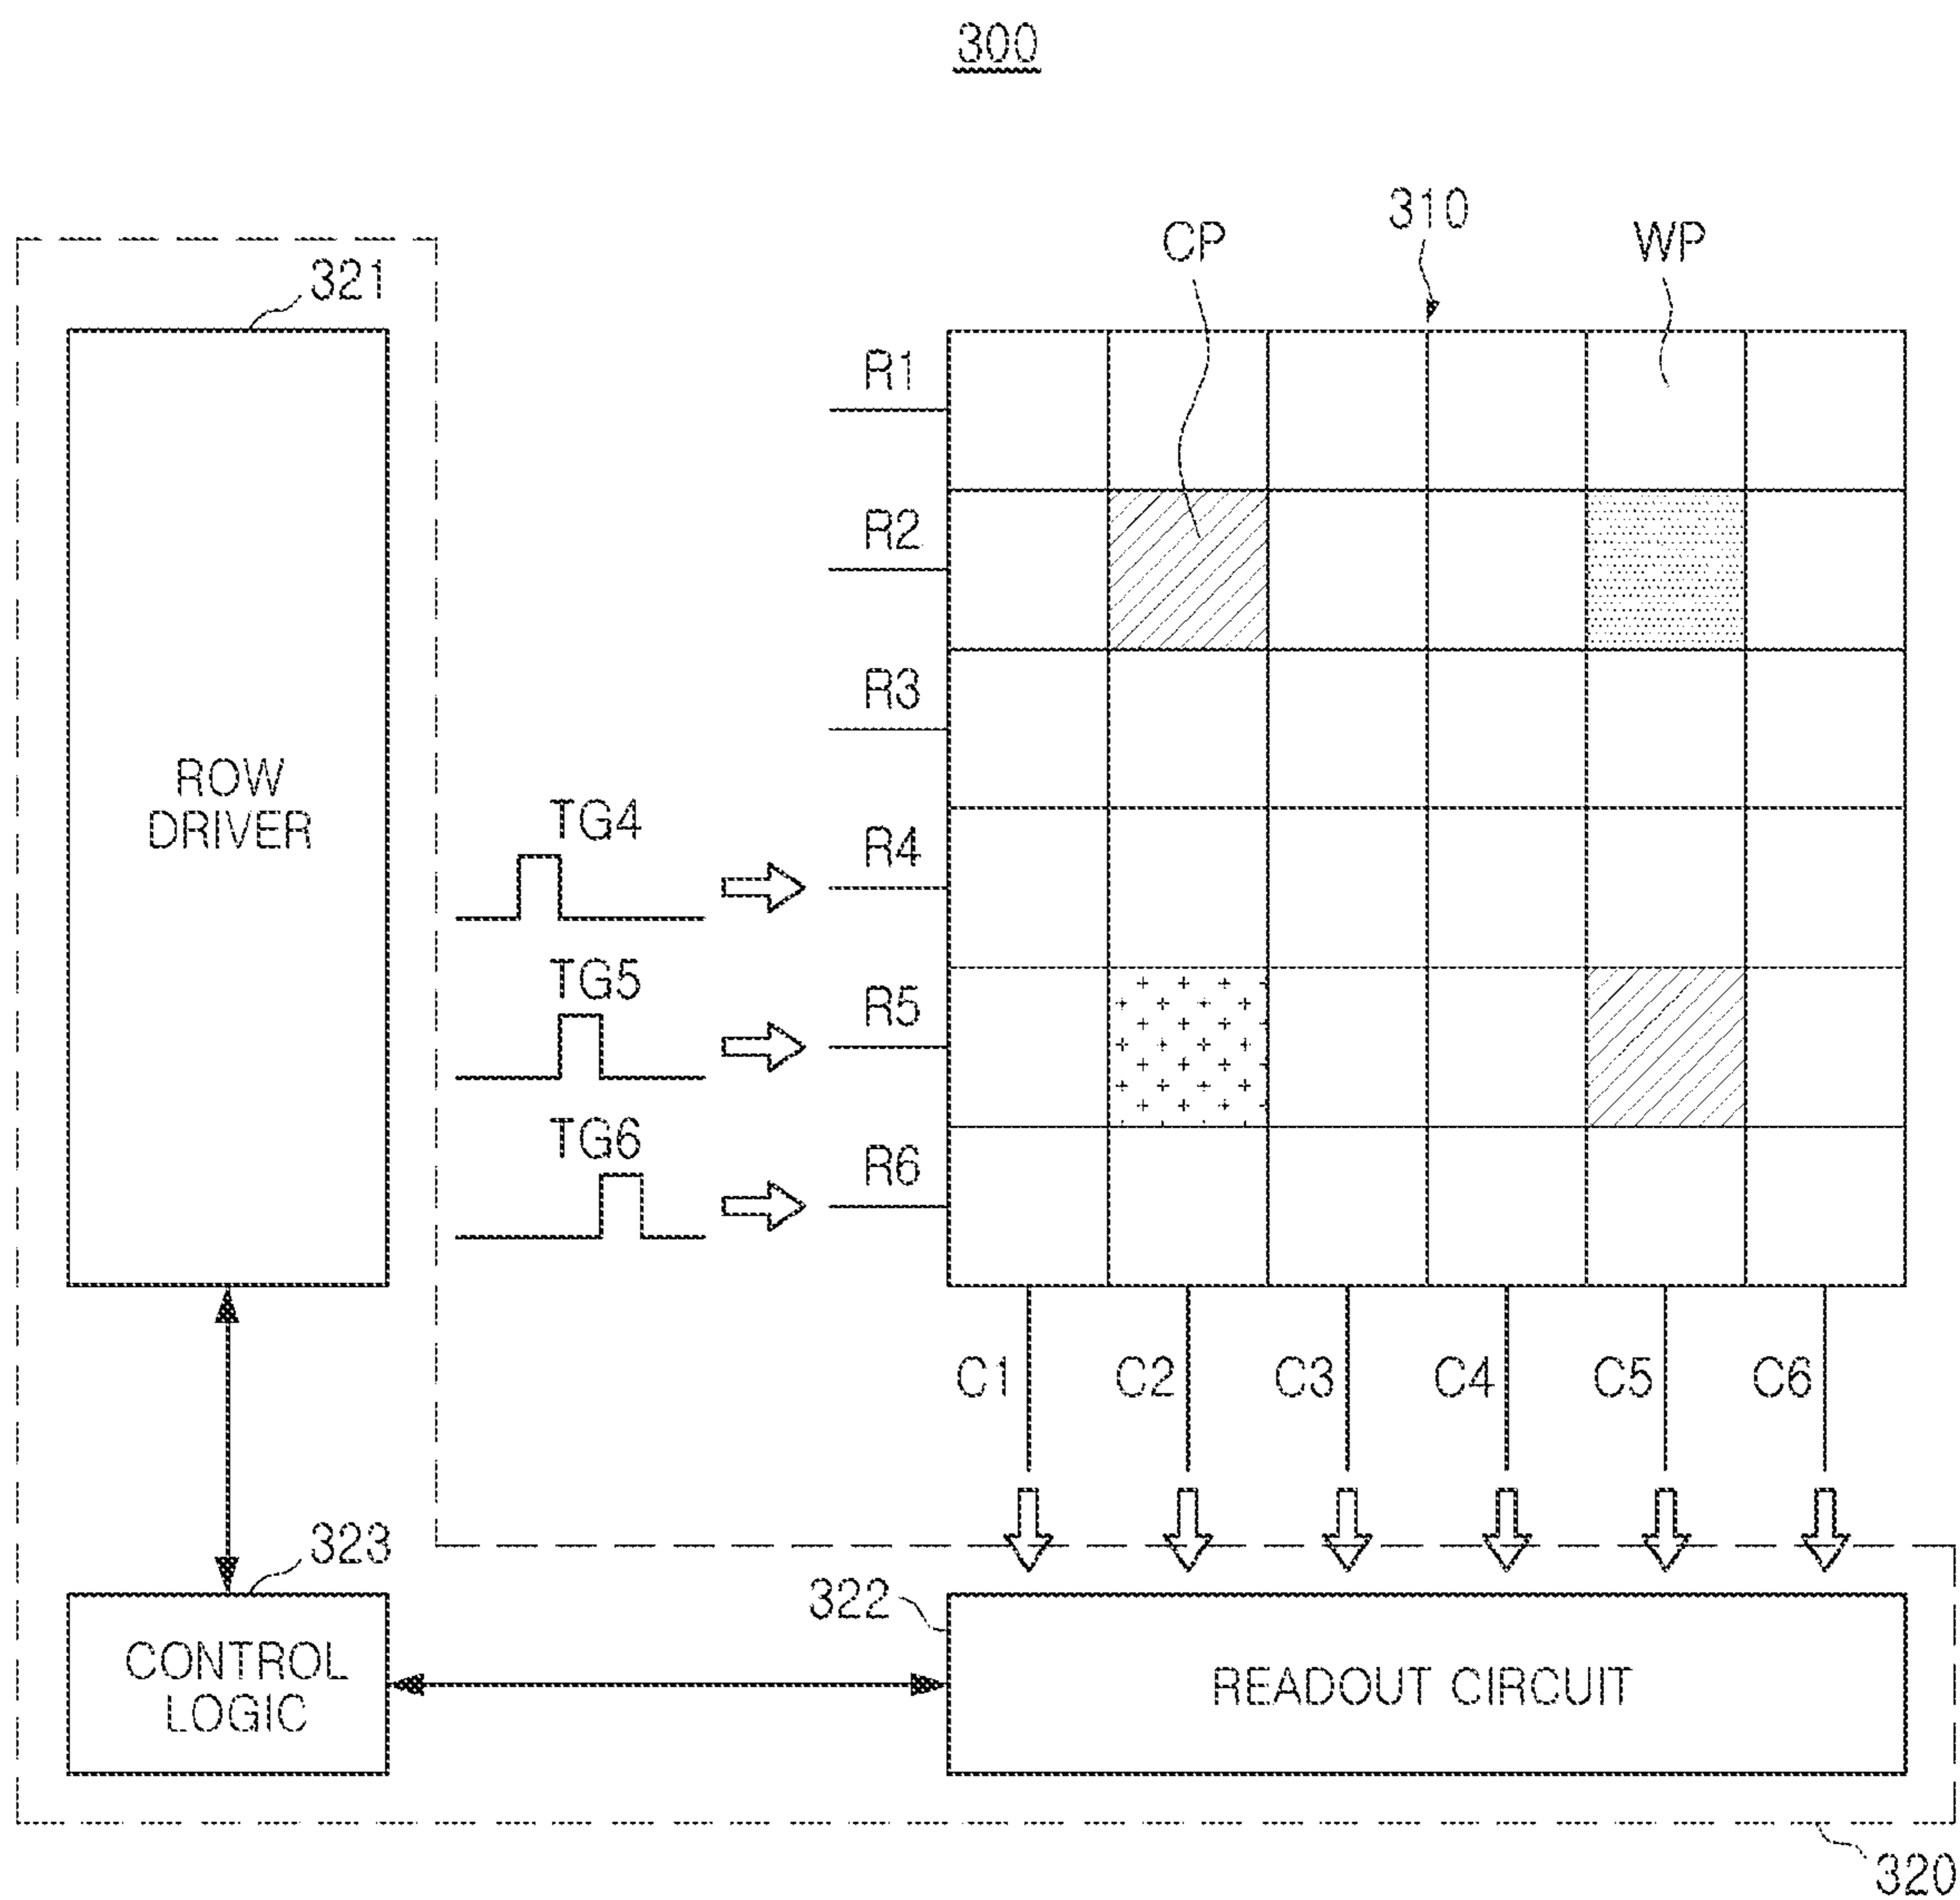 300
310
CP
WP
321
R1
R2
R3
ROW
DRIVER
TG4
R4
TG5
R5
TG6
R6
C1
C2
C3
C4
C5
C6
323
322
CONTROL
LOGIC
READOUT CIRCUIT
320